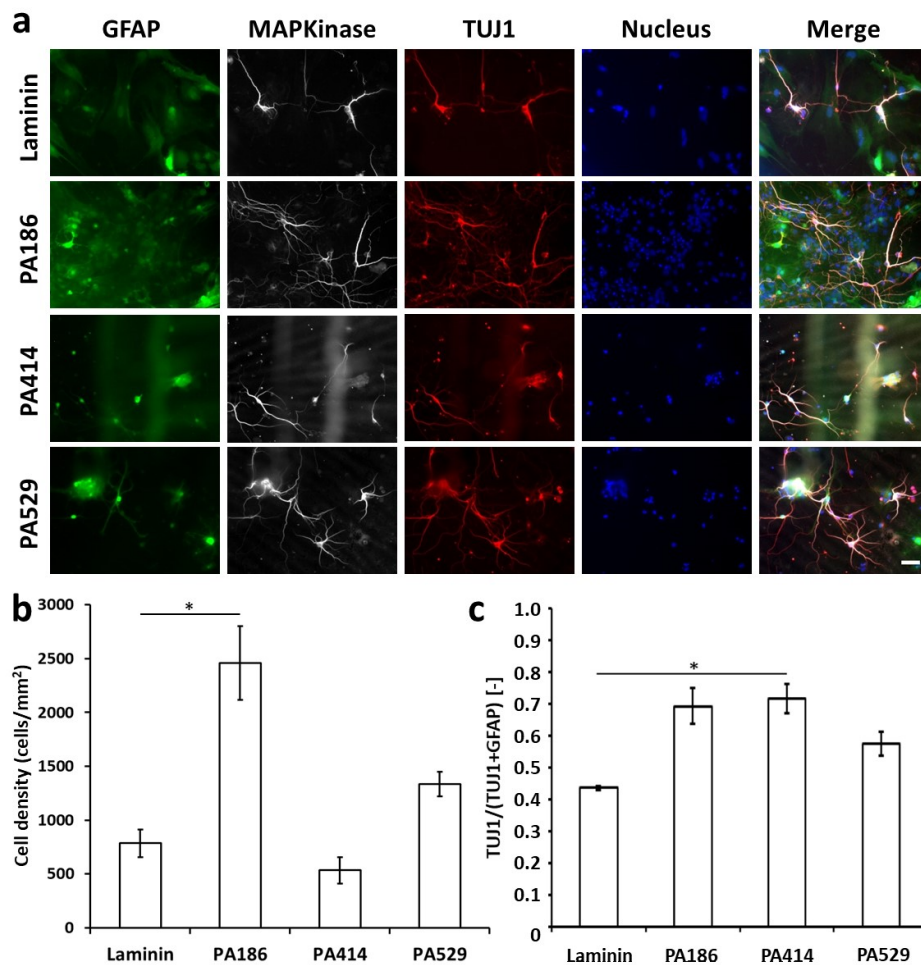 a
GFAP MAPKinase TUJ1 Nucleus Merge
Laminin
PA186
PA414
PA529
b
Cell density (cells/mm²)
3000
2500
1500
1000
500
0
*
Laminin PA186 PA414 PA529
c
TUJ1/(TUJ1+GFAP) [-]
1.0
0.9
0.8
0.7
0.6
0.5
0.4
0.3
0.2
0.1
0
*
Laminin PA186 PA414 PA529